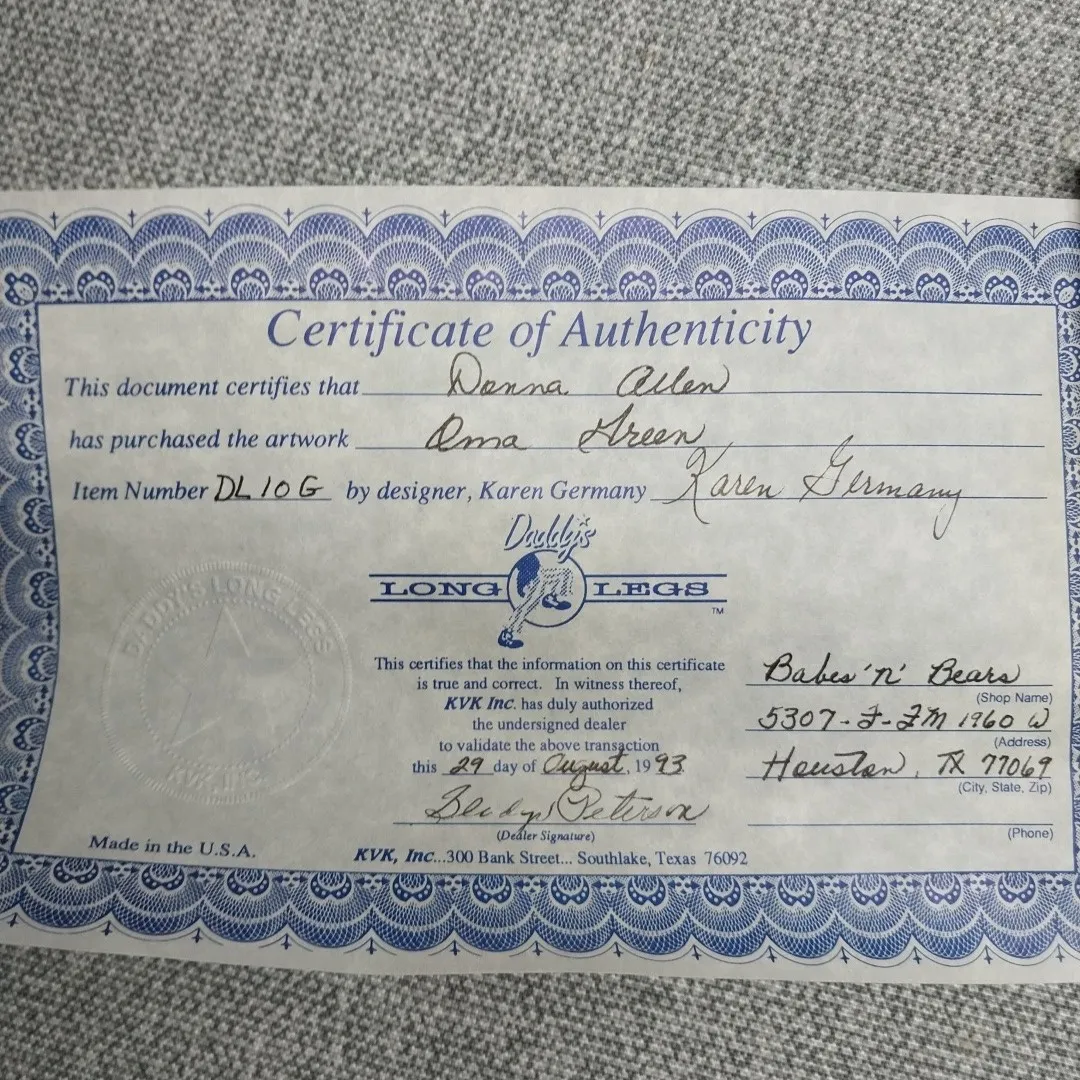 Certificate of Authenticity
This document certifies that Donna Allen
has purchased the artwork Oma Green
Item Number DL10G by designer, Karen Germany Karen Germany
Daddy's
LONG LEGS
TM
DADDY'S LONG LEGS
KVK INC
This certifies that the information on this certificate
is true and correct. In witness thereof,
KVK Inc. has duly authorized
the undersigned dealer
to validate the above transaction
this 29 day of August, 1993
Peterson
(Dealer Signature)
Babes 'n' Bears
(Shop Name)
5307-F-FM 1960 W
(Address)
Houston, TX 77069
(City, State, Zip)
(Phone)
Made in the U.S.A.
KVK, Inc...300 Bank Street... Southlake, Texas 76092